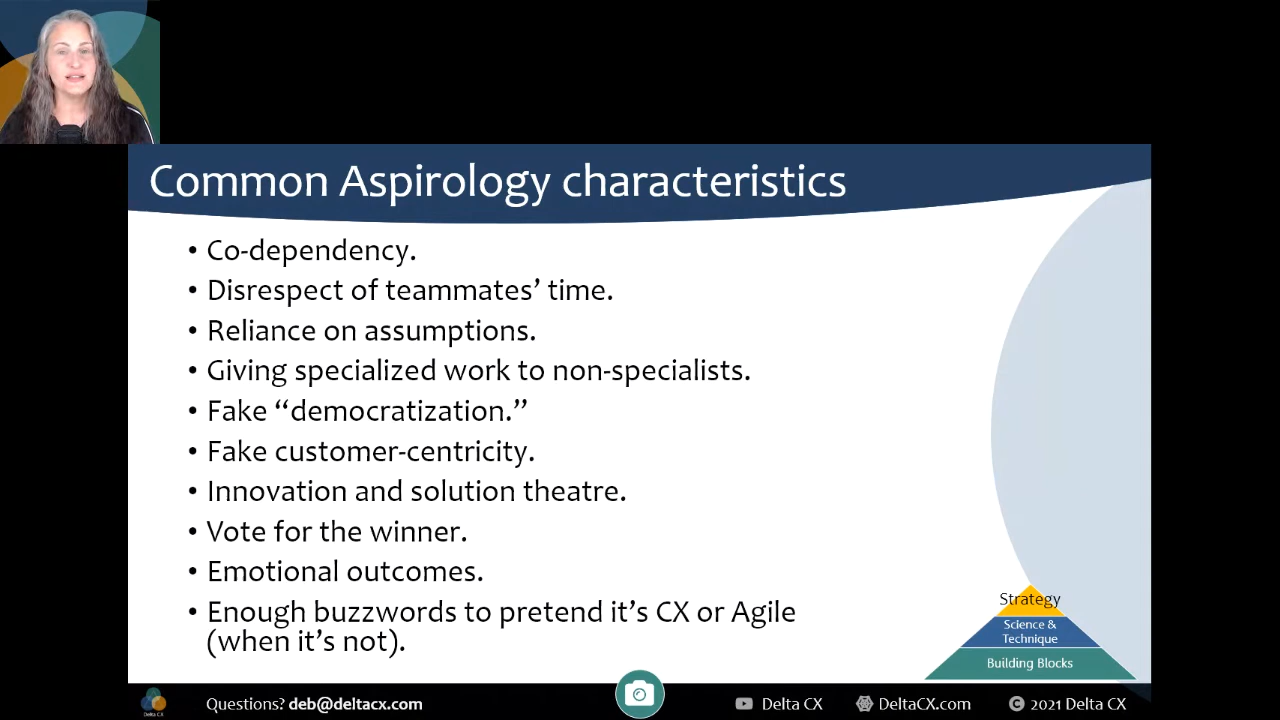 Common Aspirology characteristics
• Co-dependency.
• Disrespect of teammates’ time.
• Reliance on assumptions.
• Giving specialized work to non-specialists.
• Fake “democratization.”
• Fake customer-centricity.
• Innovation and solution theatre.
• Vote for the winner.
• Emotional outcomes.
• Enough buzzwords to pretend it’s CX or Agile
(when it’s not).
Strategy
Science &
Technique
Building Blocks
Delta CX
Questions? deb@deltacx.com
Delta CX
DeltaCX.com
© 2021 Delta CX